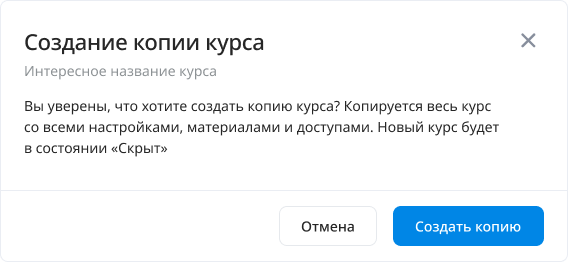 Создание копии курса
Интересное название курса
Вы уверены, что хотите создать копию курса? Копируется весь курс
со всеми настройками, материалами и доступами. Новый курс будет
в состоянии «Скрыт»
Отмена
Создать копию